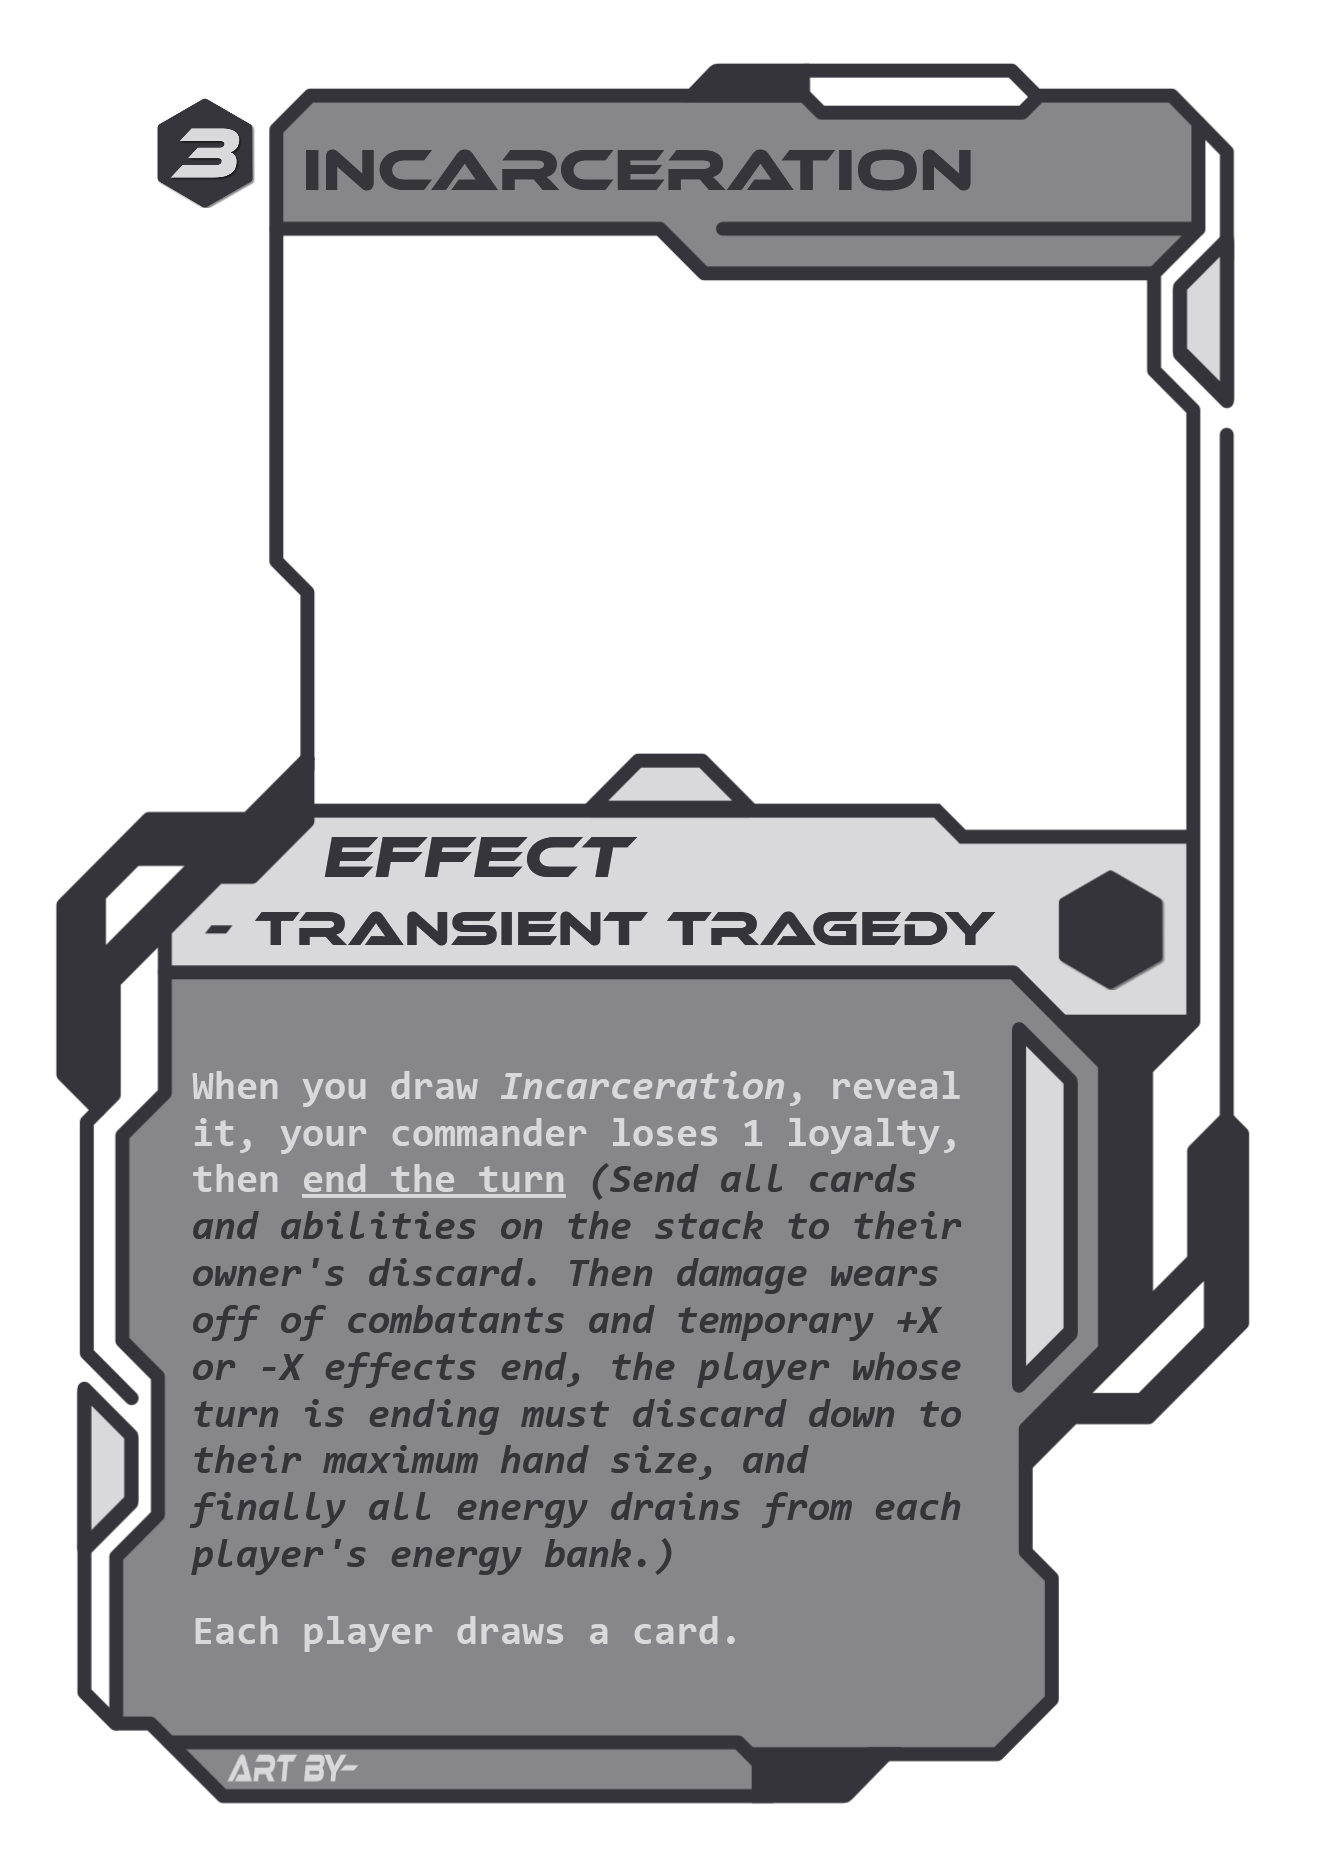 3
INCARCERATION
EFFECT
- TRANSIENT TRAGEDY
When you draw Incarceration, reveal
it, your commander loses 1 loyalty,
then end the turn (Send all cards
and abilities on the stack to their
owner's discard. Then damage wears
off of combatants and temporary +X
or -X effects end, the player whose
turn is ending must discard down to
their maximum hand size, and
finally all energy drains from each
player's energy bank.)
Each player draws a card.
ART BY-